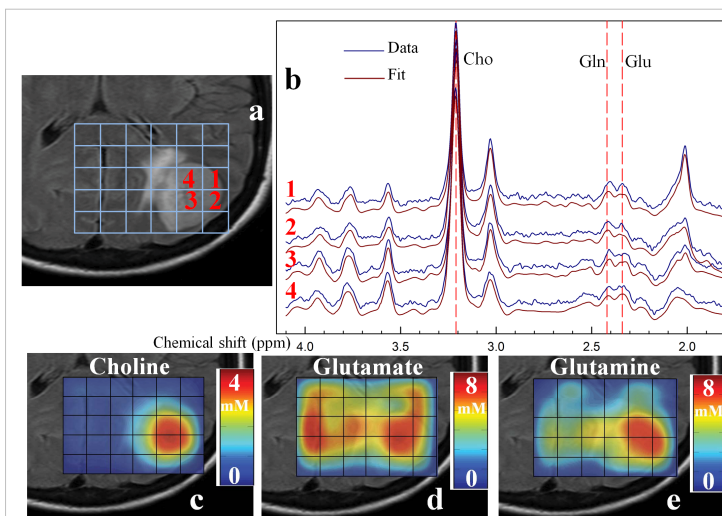 a
4 1
3 2
b
Data
Fit
Cho
Gln
Glu
1
2
3
4
4.0 3.5 3.0 2.5 2.0
Chemical shift (ppm)
Choline
4
mM
0
c
Glutamate
8
mM
0
d
Glutamine
8
mM
0
e